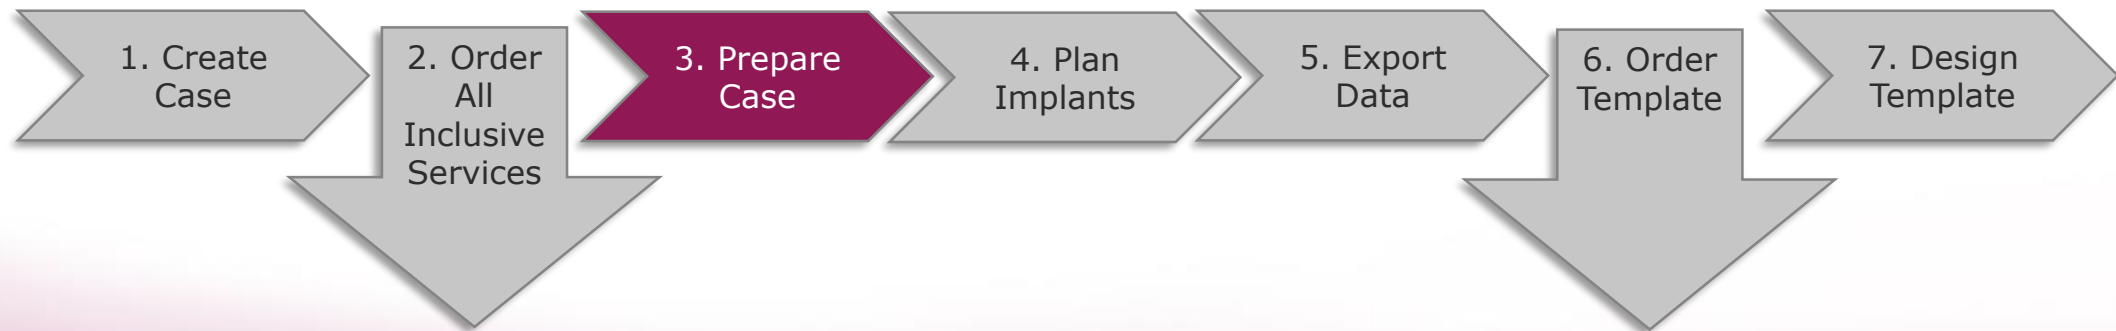 1. Create
Case
2. Order
All
Inclusive
Services
3. Prepare
Case
4. Plan
Implants
5. Export
Data
6. Order
Template
7. Design
Template